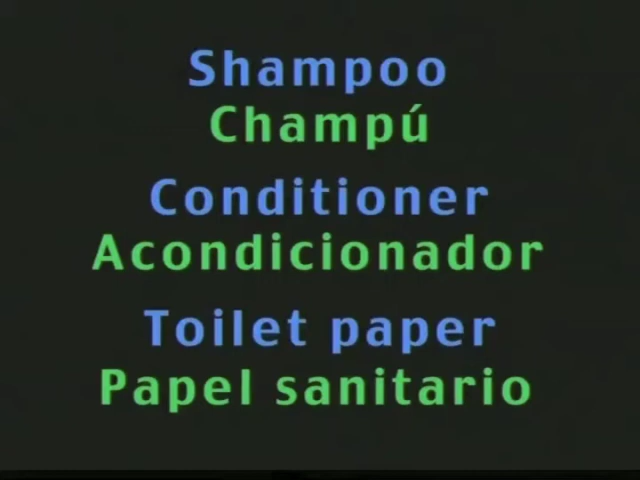 Shampoo
Champú
Conditioner
Acondicionador
Toilet paper
Papel sanitario